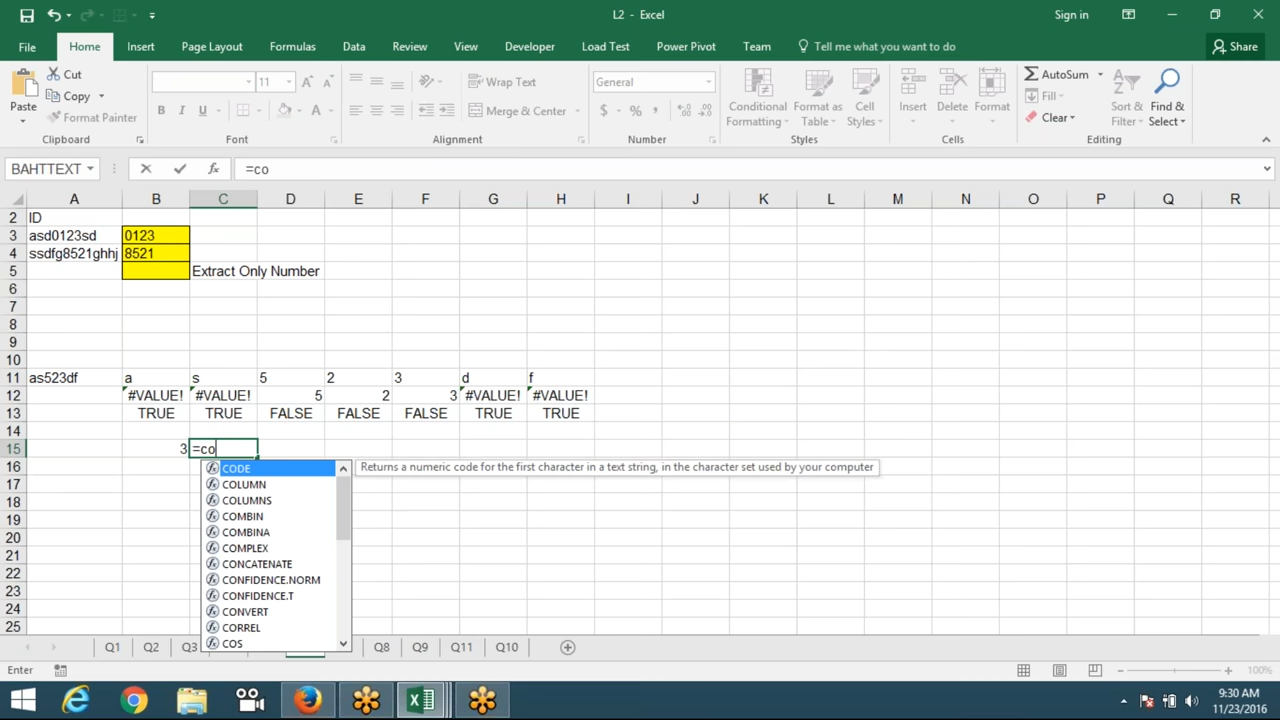 L2 - Excel
Sign in
File Home Insert Page Layout Formulas Data Review View Developer Load Test Power Pivot Team Tell me what you want to do Share
Paste
Cut
Copy
Format Painter
Clipboard
11
B I U
Font
Wrap Text
Merge & Center
Alignment
General
$ % ,
Number
Conditional Formatting
Format as Table
Cell Styles
Styles
Insert
Delete
Format
Cells
AutoSum
Fill
Clear
Sort & Filter
Find & Select
Editing
BAHTTEXT fx =co
A B C D E F G H I J K L M N O P Q R
2 ID
3 asd0123sd 0123
4 ssdfg8521ghhj 8521
5 Extract Only Number
6
7
8
9
10
11 as523df a s 5 2 3 d f
12 #VALUE! #VALUE! 5 2 3 #VALUE! #VALUE!
13 TRUE TRUE FALSE FALSE FALSE TRUE TRUE
14
15 3 =co
16 CODE Returns a numeric code for the first character in a text string, in the character set used by your computer
17 COLUMN
18 COLUMNS
19 COMBIN
20 COMBINA
21 COMPLEX
22 CONCATENATE
23 CONFIDENCE.NORM
CONFIDENCE.T
24 CONVERT
25 CORREL
COS
Q1 Q2 Q3 Q8 Q9 Q11 Q10
Enter 100%
9:30 AM
11/23/2016